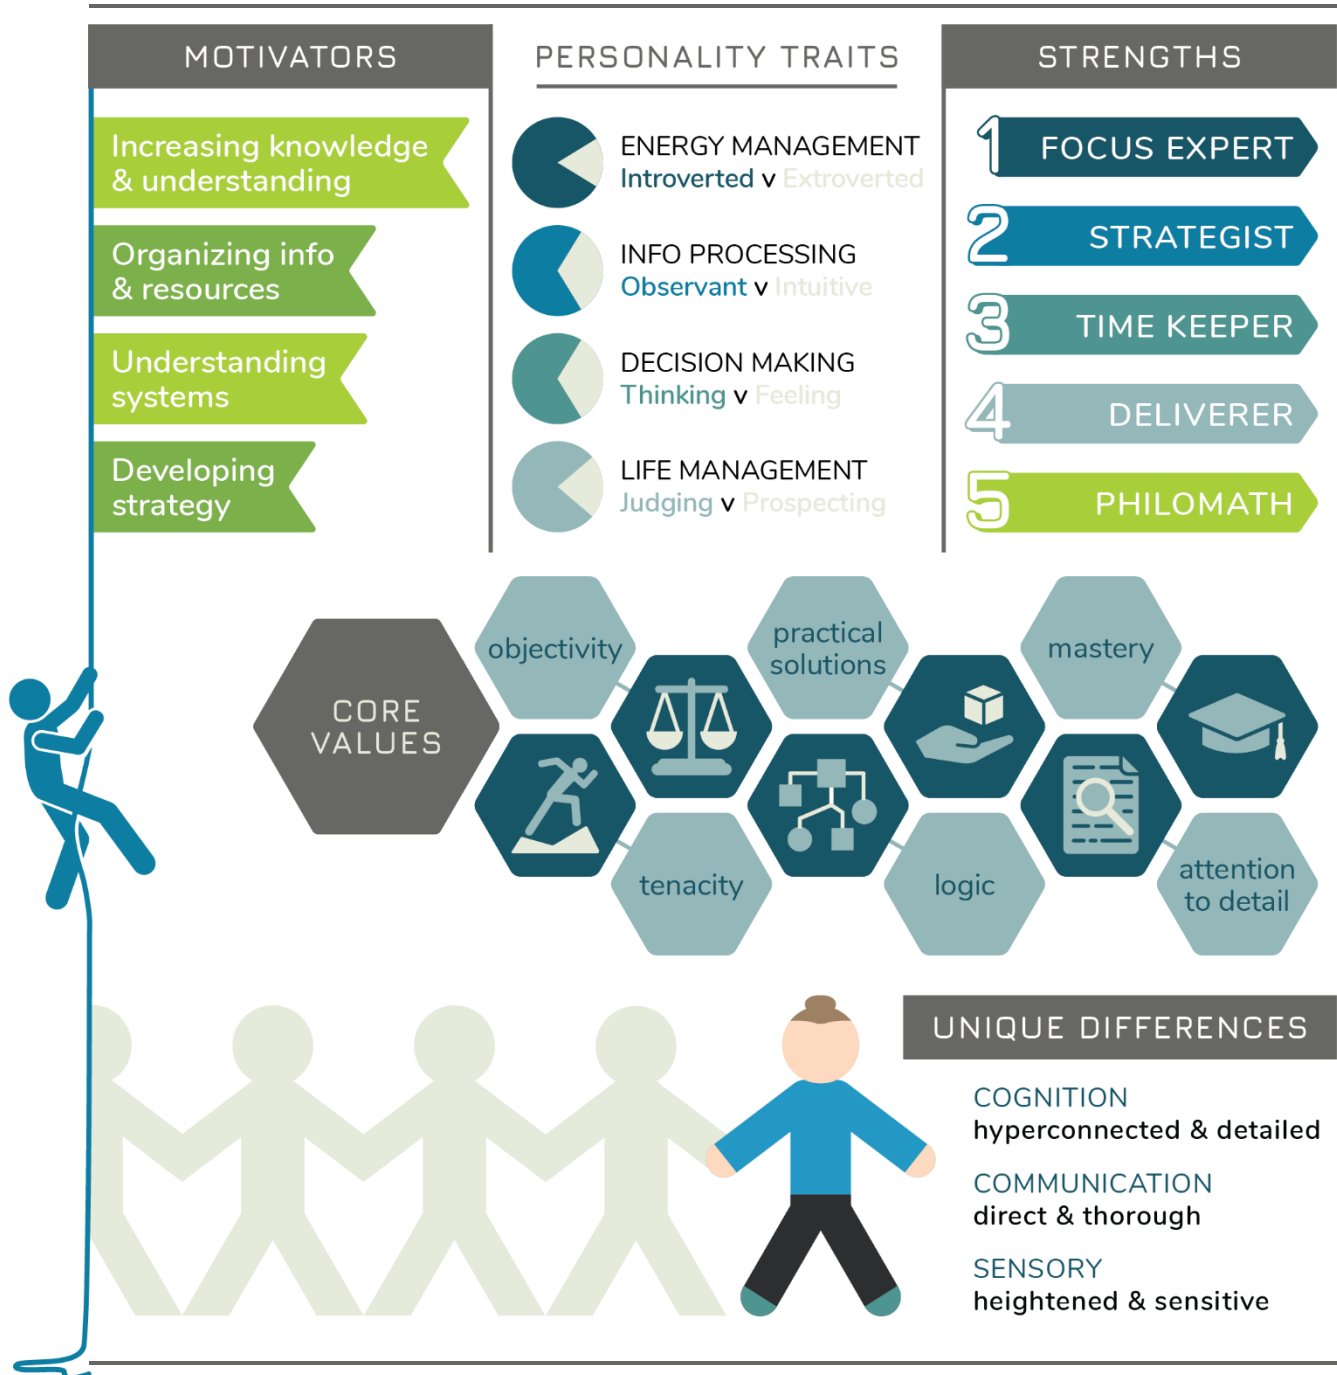 MOTIVATORS
Increasing knowledge
& understanding
Organizing info
& resources
Understanding
systems
Developing
strategy
PERSONALITY TRAITS
ENERGY MANAGEMENT
Introverted v Extroverted
INFO PROCESSING
Observant v Intuitive
DECISION MAKING
Thinking v Feeling
LIFE MANAGEMENT
Judging v Prospecting
STRENGTHS
1 FOCUS EXPERT
2 STRATEGIST
3 TIME KEEPER
4 DELIVERER
5 PHILOMATH
CORE
VALUES
objectivity
practical
solutions
mastery
tenacity
logic
attention
to detail
UNIQUE DIFFERENCES
COGNITION
hyperconnected & detailed
COMMUNICATION
direct & thorough
SENSORY
heightened & sensitive